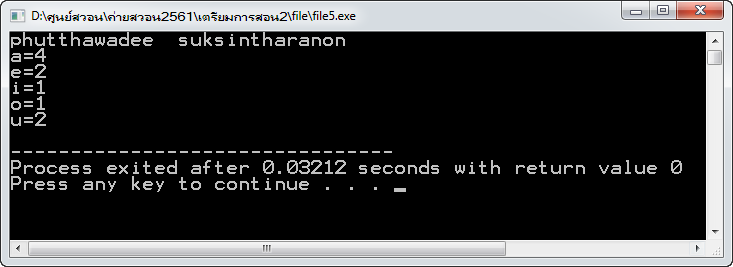 D:\ศูนย์สวอน\ค่ายสวอน2561\เตรียมการสอน2\file\file5.exe
phutthawadee  suksintharanon
a=4
e=2
i=1
o=1
u=2
--------------------------------
Process exited after 0.03212 seconds with return value 0
Press any key to continue . . . _